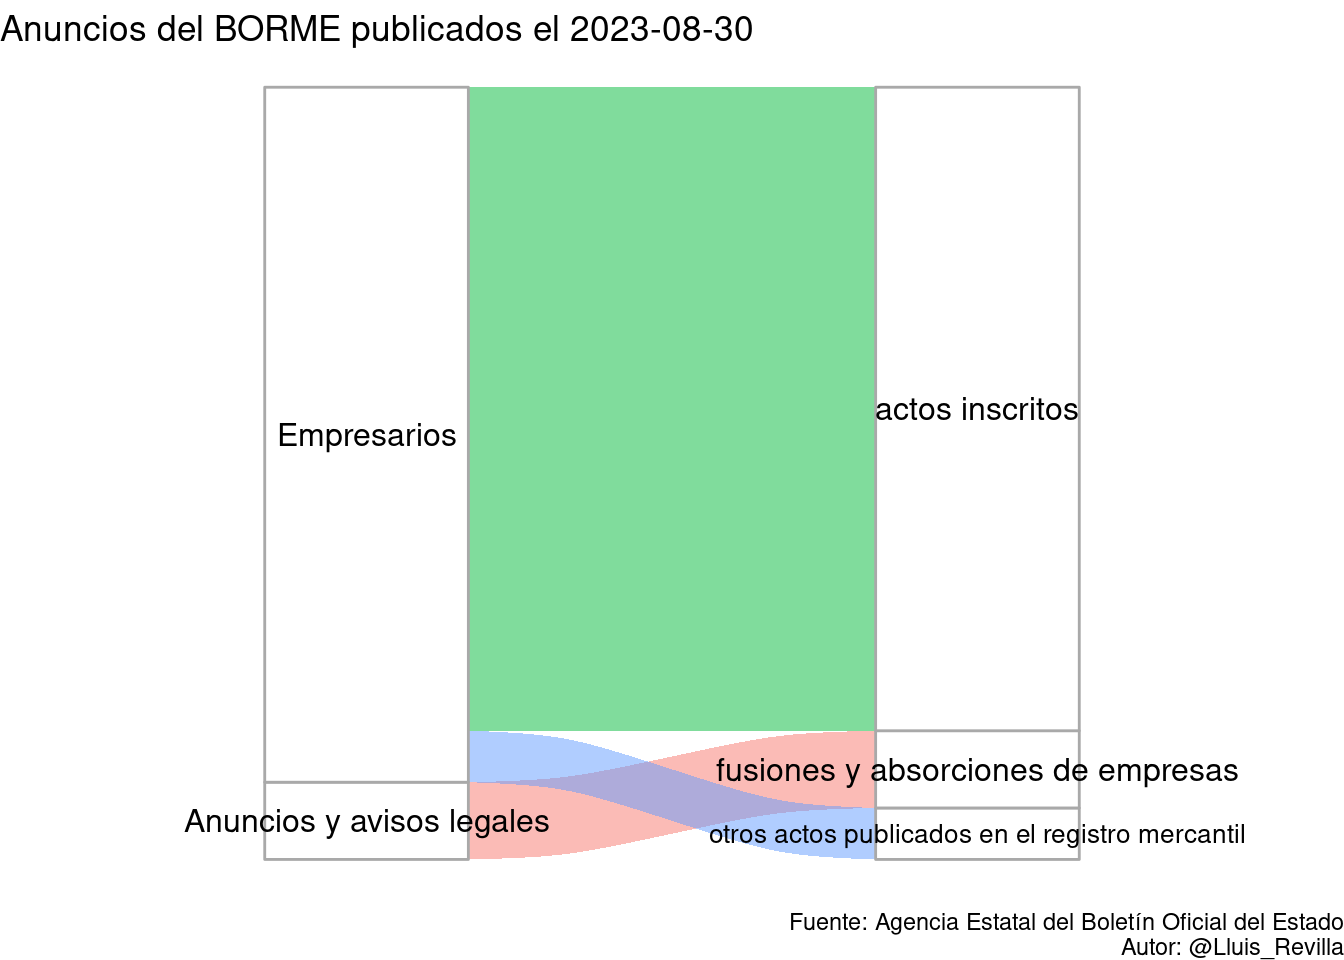 Anuncios del BORME publicados el 2023-08-30
actos inscritos
Empresarios
fusiones y absorciones de empresas
Anuncios y avisos legales
otros actos publicados en el registro mercantil
Fuente: Agencia Estatal del Boletín Oficial del Estado
Autor: @Lluis_Revilla